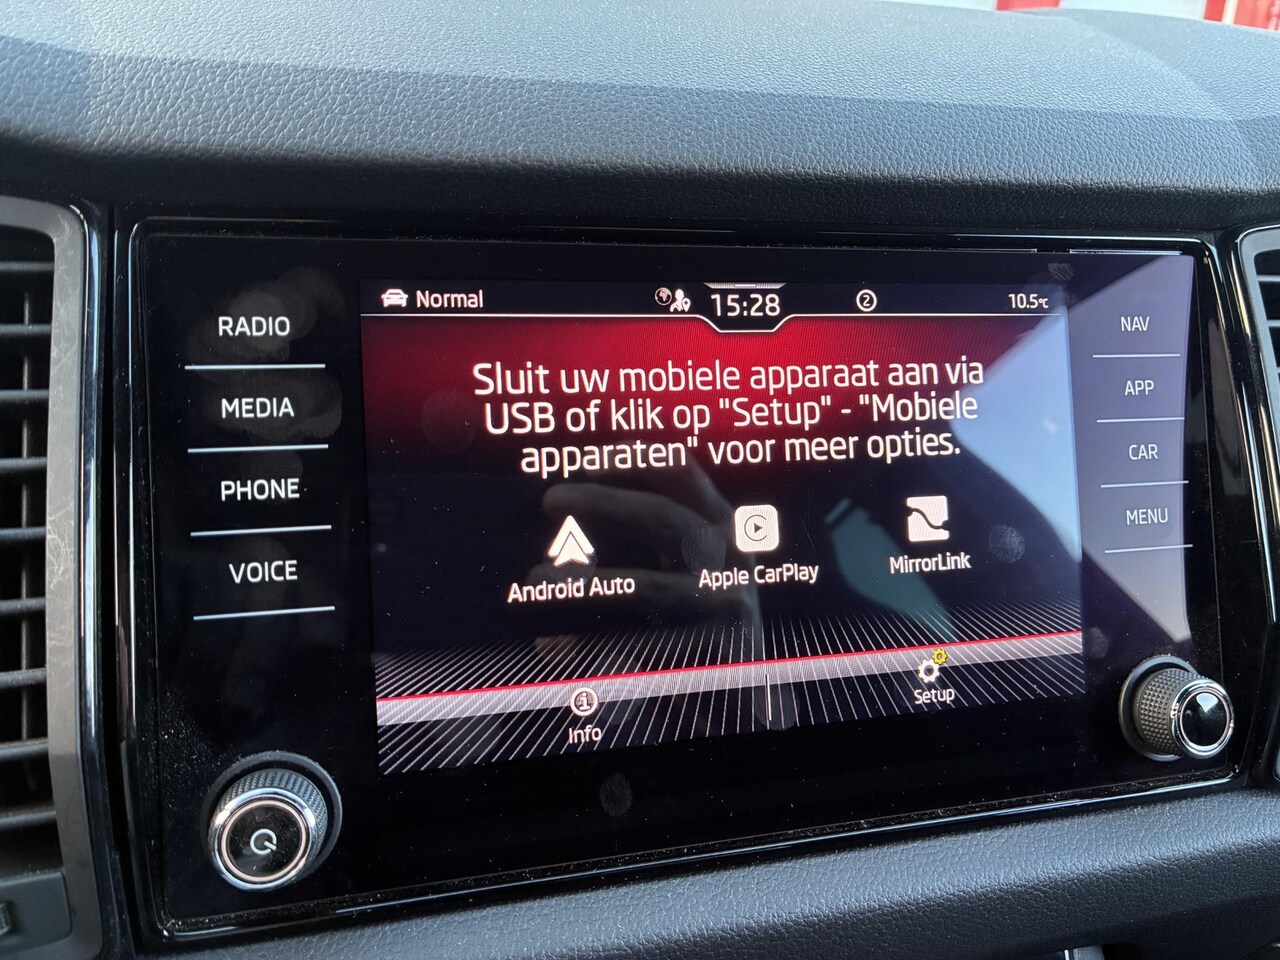 Normal
15:28
2
10.5°C
RADIO
MEDIA
PHONE
VOICE
Sluit uw mobiele apparaat aan via
USB of klik op "Setup" - "Mobiele
apparaten" voor meer opties.
Android Auto
Apple CarPlay
MirrorLink
Info
Setup
NAV
APP
CAR
MENU